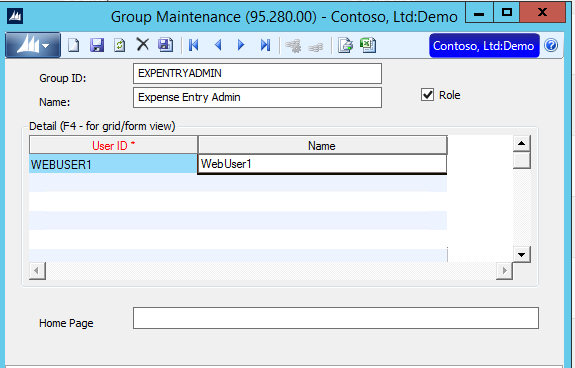 Group Maintenance (95.280.00) - Contoso, Ltd:Demo
Contoso, Ltd:Demo
Group ID: EXPENTRYADMIN
Name: Expense Entry Admin
Role
Detail (F4 - for grid/form view)
User ID * Name
WEBUSER1 WebUser1
Home Page